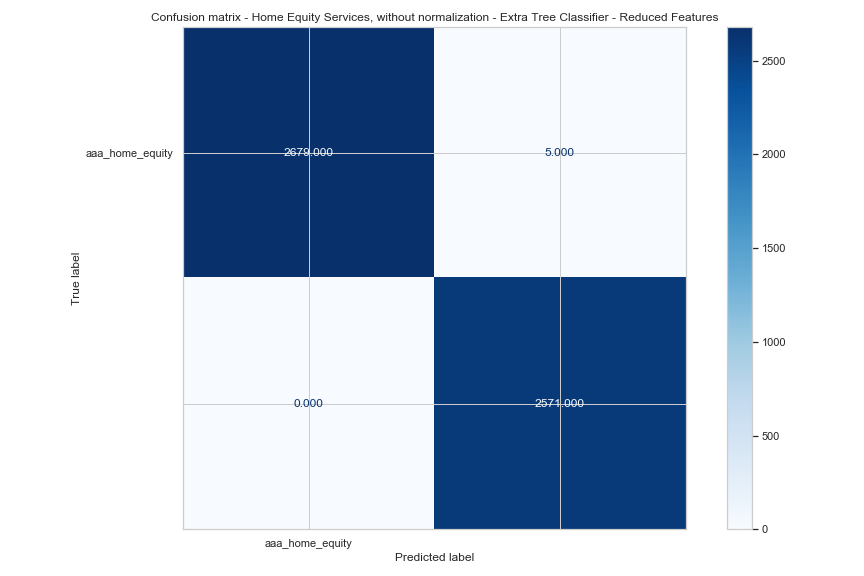 Confusion matrix - Home Equity Services, without normalization - Extra Tree Classifier - Reduced Features
2500
aaa_home_equity
2679.000
5.000
2000
1500
True label
1000
0.000
2571.000
500
0
aaa_home_equity
Predicted label